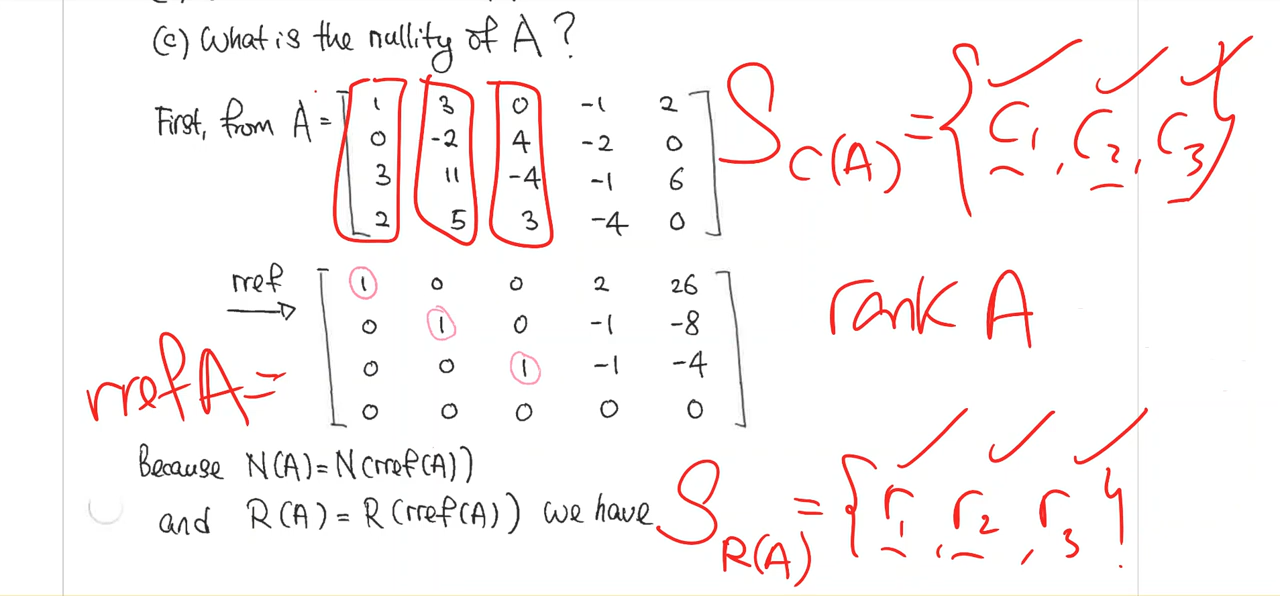 (c) What is the nullity of A?
First, from A = [ 1 3 0 -1 2
0 -2 4 -2 0
3 11 -4 -1 6
2 5 3 -4 0 ]
S C(A) = { C1, C2, C3 }
rref → [ 1 0 0 2 26
0 1 0 -1 -8
0 0 1 -1 -4
0 0 0 0 0 ]
rref A =
rank A
Because N(A) = N(rref(A))
and R(A) = R(rref(A)) we have
S R(A) = { r1, r2, r3 }